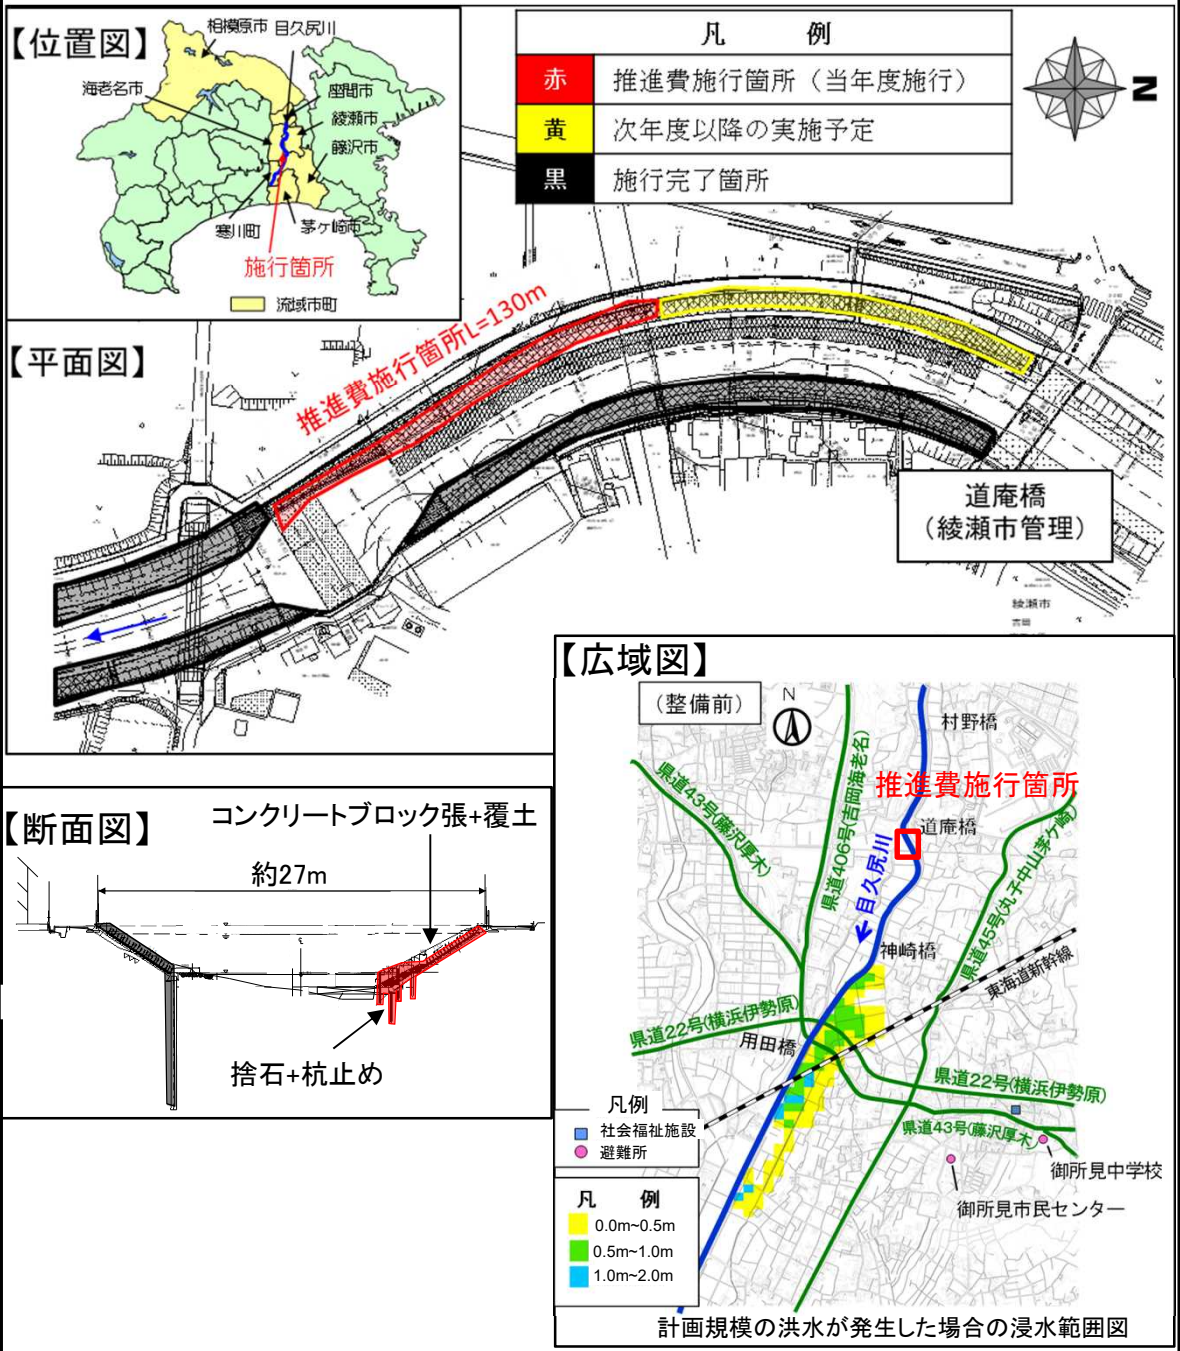 【位置図】
相模原市
目久尻川
海老名市
座間市
綾瀬市
藤沢市
寒川町
茅ヶ崎市
施行箇所
流域市町
凡 例
赤 推進費施行箇所（当年度施行）
黄 次年度以降の実施予定
黒 施行完了箇所
N
【平面図】
推進費施行箇所L=130m
道庵橋
（綾瀬市管理）
綾瀬市
吉岡
【断面図】
コンクリートブロック張+覆土
約27m
捨石+杭止め
【広域図】
（整備前）
N
村野橋
推進費施行箇所
道庵橋
県道43号(藤沢厚木)
県道406号(吉岡海老名)
目久尻川
県道45号(丸子中山茅ケ崎)
神崎橋
東海道新幹線
県道22号(横浜伊勢原)
用田橋
県道22号(横浜伊勢原)
県道43号(藤沢厚木)
凡例
社会福祉施設
避難所
御所見中学校
御所見市民センター
凡 例
0.0m~0.5m
0.5m~1.0m
1.0m~2.0m
計画規模の洪水が発生した場合の浸水範囲図